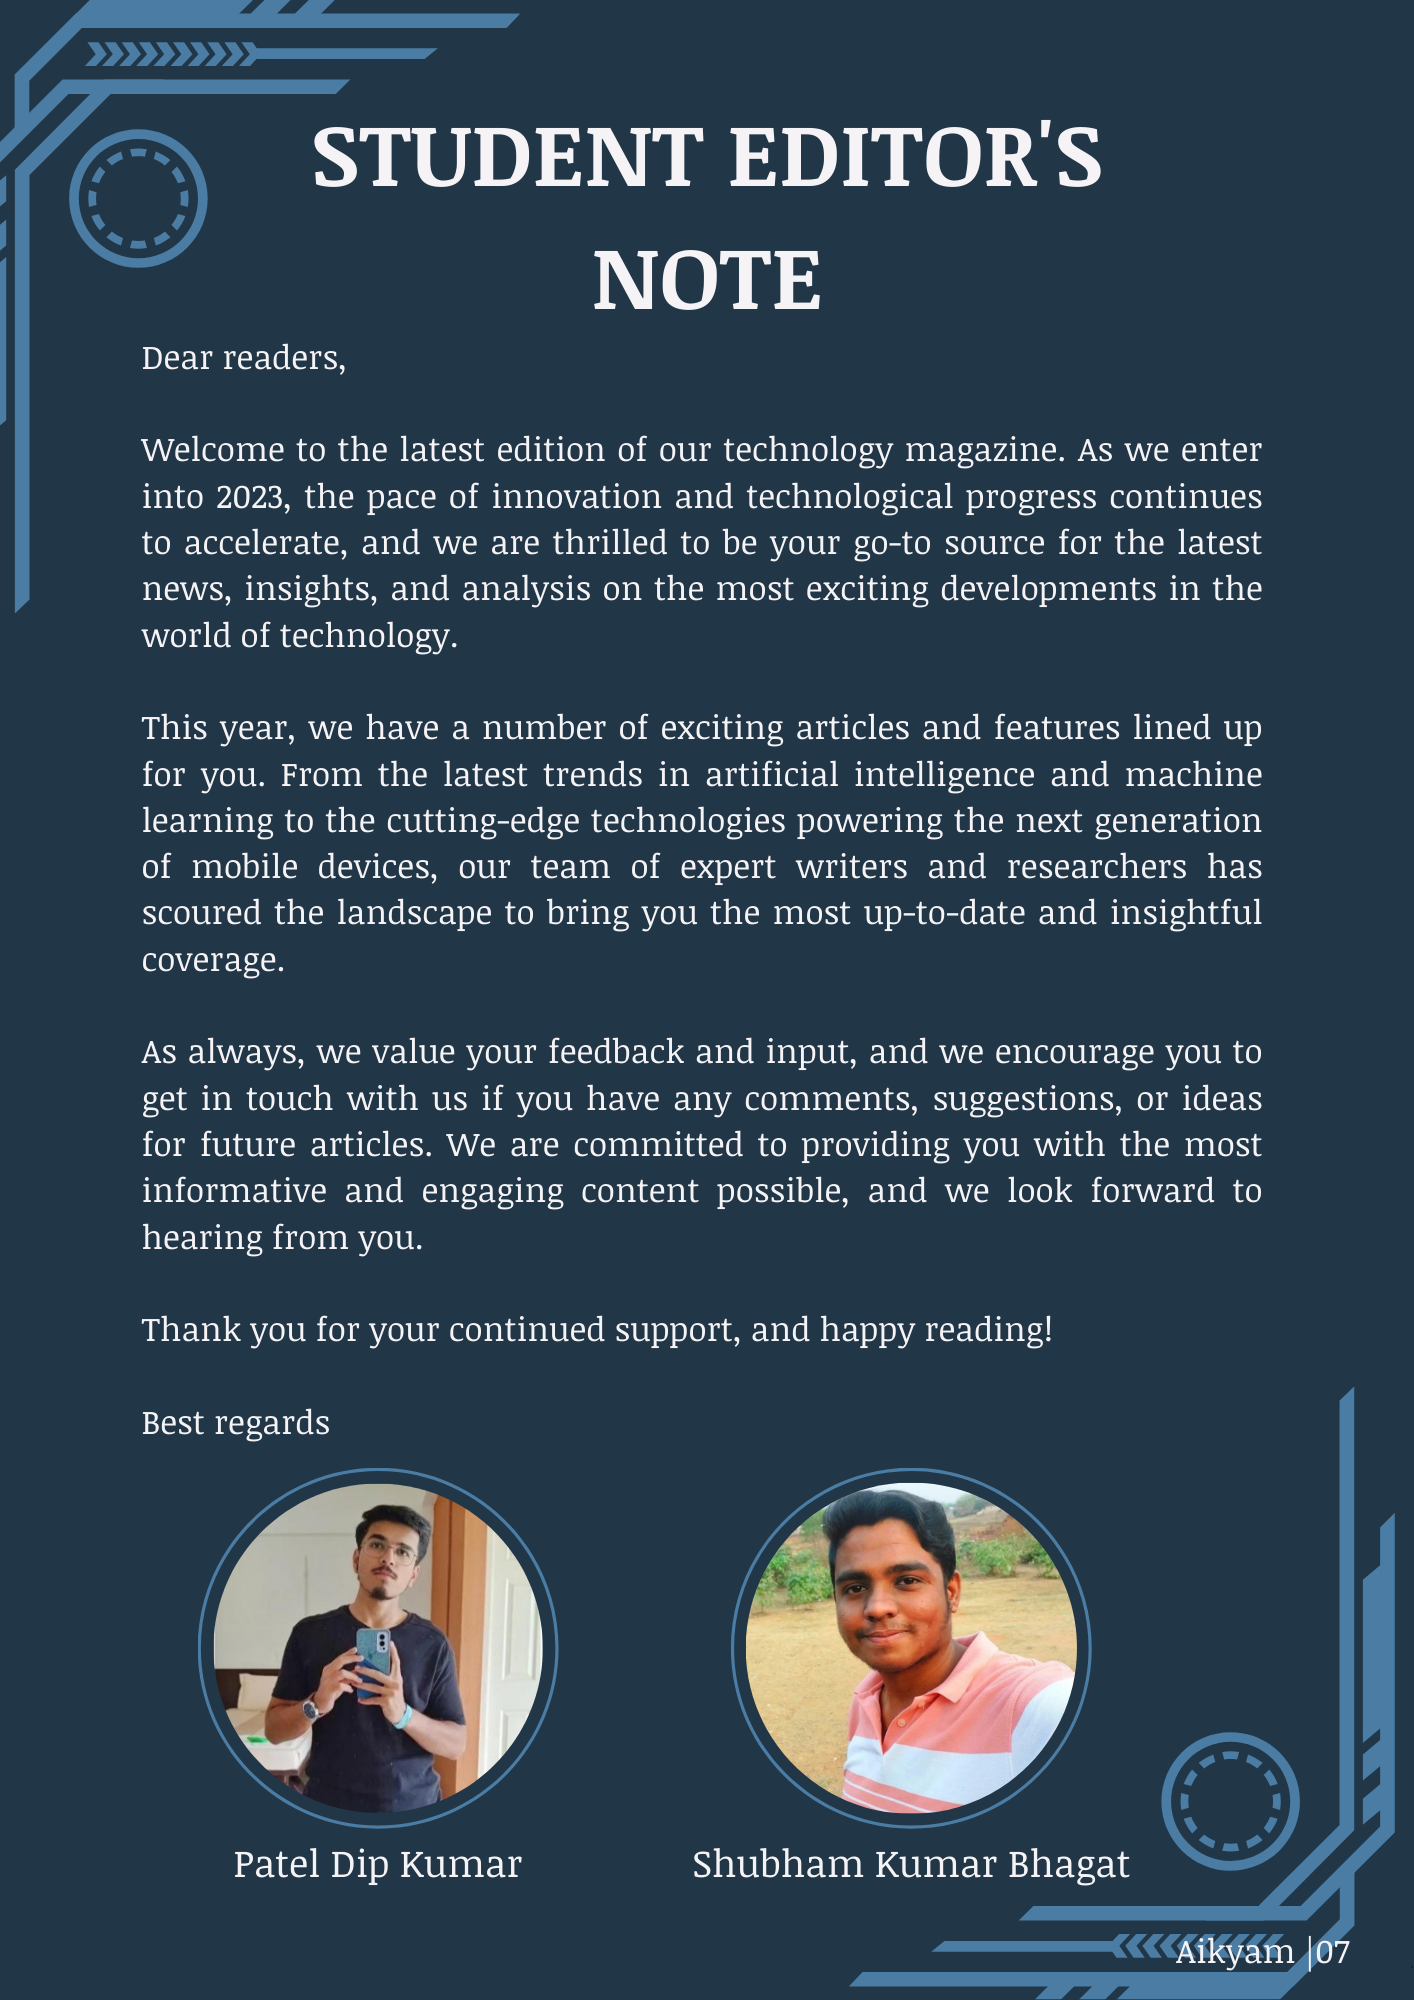 STUDENT EDITOR'S
NOTE
Dear readers,
Welcome to the latest edition of our technology magazine. As we enter
into 2023, the pace of innovation and technological progress continues
to accelerate, and we are thrilled to be your go-to source for the latest
news, insights, and analysis on the most exciting developments in the
world of technology.
This year, we have a number of exciting articles and features lined up
for you. From the latest trends in artificial intelligence and machine
learning to the cutting-edge technologies powering the next generation
of mobile devices, our team of expert writers and researchers has
scoured the landscape to bring you the most up-to-date and insightful
coverage.
As always, we value your feedback and input, and we encourage you to
get in touch with us if you have any comments, suggestions, or ideas
for future articles. We are committed to providing you with the most
informative and engaging content possible, and we look forward to
hearing from you.
Thank you for your continued support, and happy reading!
Best regards
Patel Dip Kumar
Shubham Kumar Bhagat
Aikyam |07